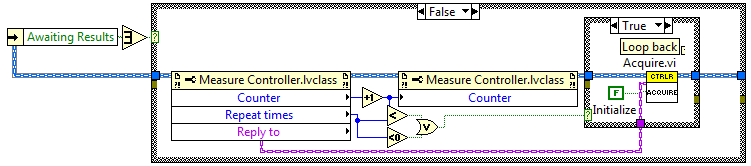 False
True
Awaiting Results
Loop back
Acquire.vi
Measure Controller.lvclass
Measure Controller.lvclass
CTRLR
Counter
+1
Counter
F
ACQUIRE
Repeat times
<
Initialize
Reply to
<0
V